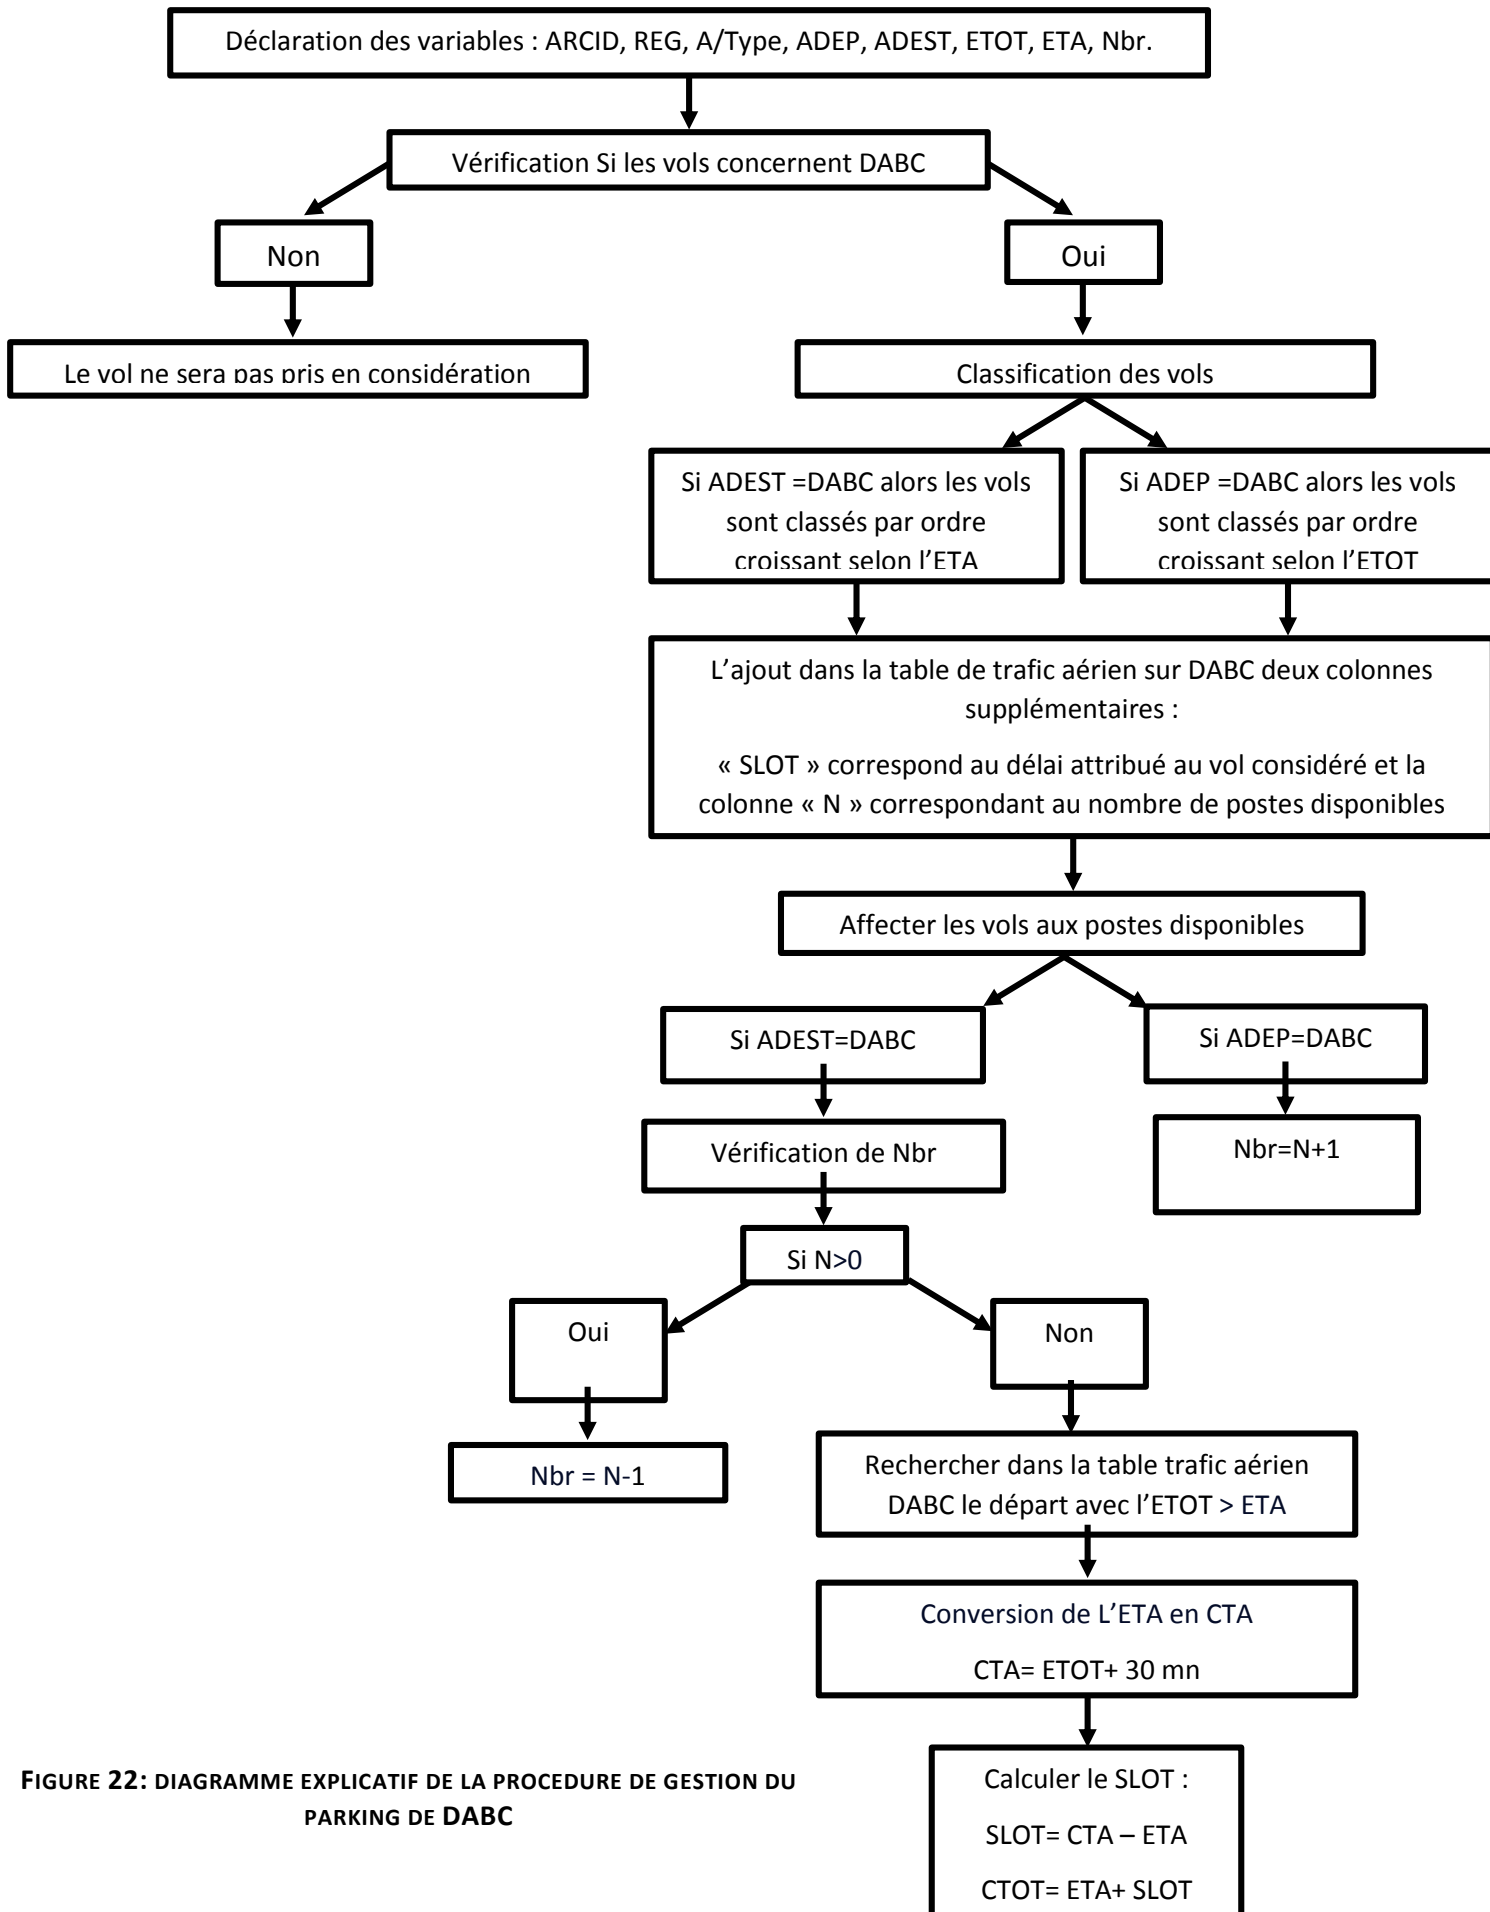 Déclaration des variables : ARCID, REG, A/Type, ADEP, ADEST, ETOT, ETA, Nbr.
Vérification Si les vols concernent DABC
Non
Oui
Le vol ne sera pas pris en considération
Classification des vols
Si ADEST =DABC alors les vols
sont classés par ordre
croissant selon l’ETA
Si ADEP =DABC alors les vols
sont classés par ordre
croissant selon l’ETOT
L’ajout dans la table de trafic aérien sur DABC deux colonnes
supplémentaires :
« SLOT » correspond au délai attribué au vol considéré et la
colonne « N » correspondant au nombre de postes disponibles
Affecter les vols aux postes disponibles
Si ADEST=DABC
Si ADEP=DABC
Vérification de Nbr
Nbr=N+1
Si N>0
Oui
Non
Nbr = N-1
Rechercher dans la table trafic aérien
DABC le départ avec l’ETOT > ETA
Conversion de L’ETA en CTA
CTA= ETOT+ 30 mn
Calculer le SLOT :
SLOT= CTA – ETA
CTOT= ETA+ SLOT
FIGURE 22: DIAGRAMME EXPLICATIF DE LA PROCEDURE DE GESTION DU
PARKING DE DABC